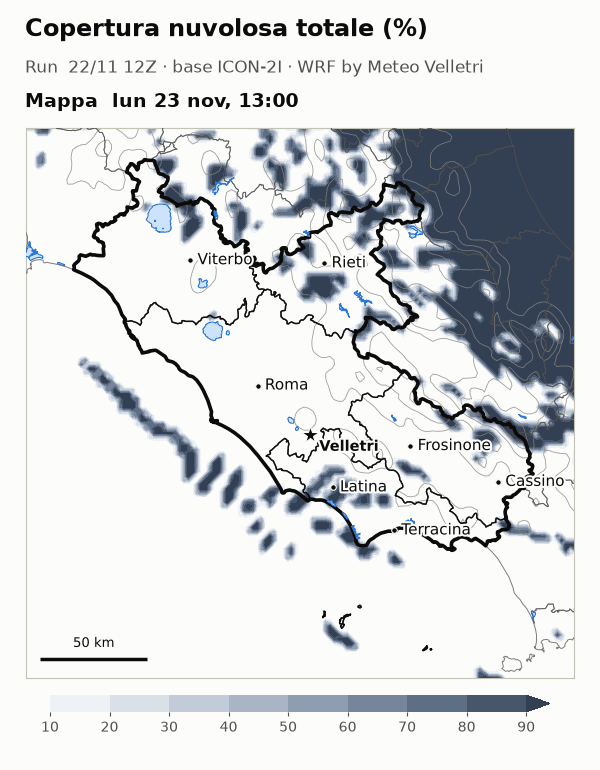 Copertura nuvolosa totale (%)
Run  22/11 12Z · base ICON-2I · WRF by Meteo Velletri
Mappa  lun 23 nov, 13:00
Viterbo
Rieti
Roma
Velletri
Frosinone
Latina
Cassino
Terracina
50 km
10 20 30 40 50 60 70 80 90